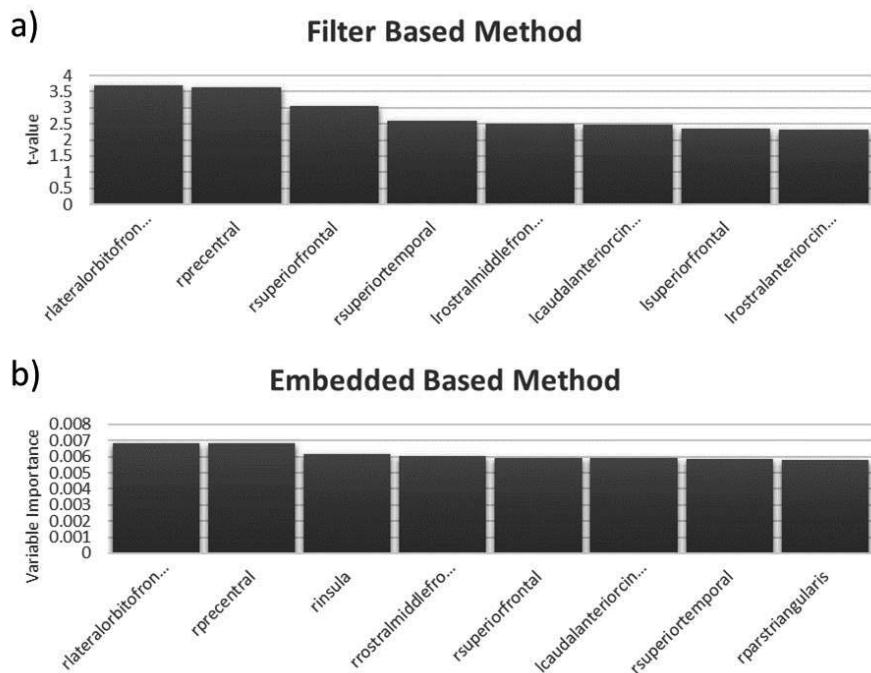 a)
Filter Based Method
4
3.5
3
2.5
2
1.5
1
0.5
0
t-value
rlateralorbitofron...
rprecentral
rsuperiorfrontal
rsuperiortemporal
lrostralmiddlefron...
lcaudalanteriorcin...
lsuperiorfrontal
lrostralanteriorcin...
b)
Embedded Based Method
0.008
0.007
0.006
0.005
0.004
0.003
0.002
0.001
0
Variable Importance
rlateralorbitofron...
rprecentral
rinsula
rrostralmiddlefro...
rsuperiorfrontal
lcaudalanteriorcin...
rsuperiortemporal
rparstriangularis